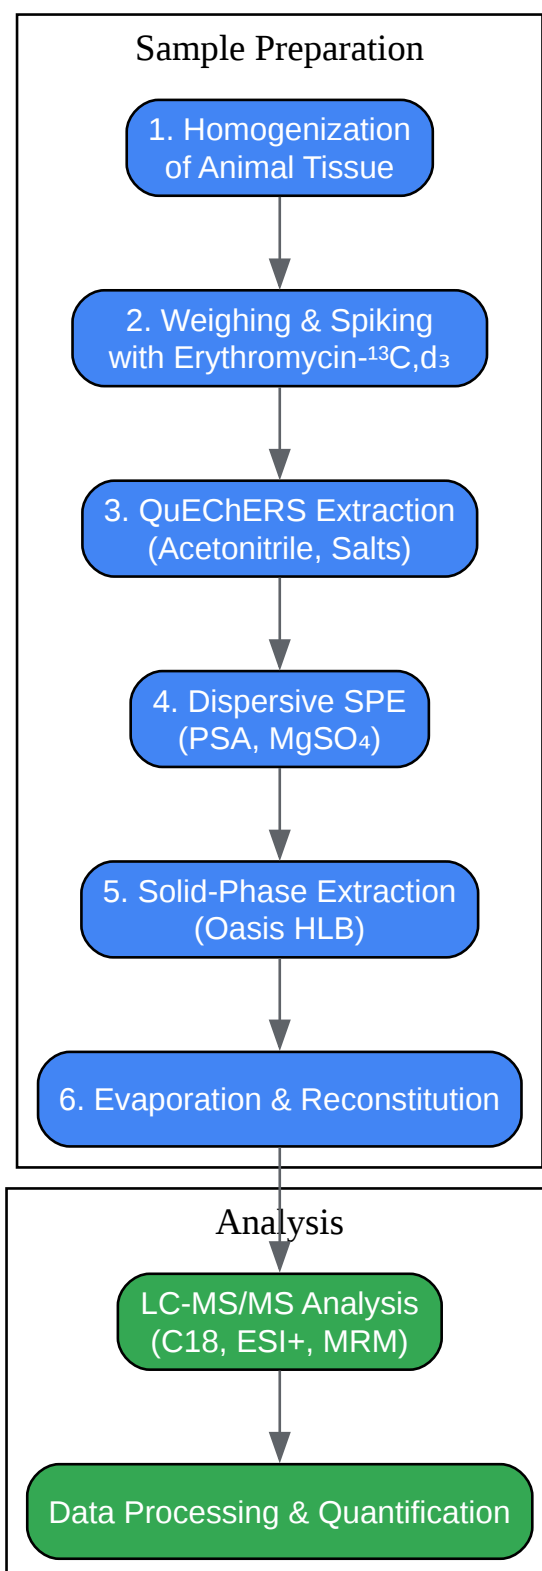 Sample Preparation
1. Homogenization
of Animal Tissue
2. Weighing & Spiking
with Erythromycin-¹³C,d₃
3. QuEChERS Extraction
(Acetonitrile, Salts)
4. Dispersive SPE
(PSA, MgSO₄)
5. Solid-Phase Extraction
(Oasis HLB)
6. Evaporation & Reconstitution
Analysis
LC-MS/MS Analysis
(C18, ESI+, MRM)
Data Processing & Quantification